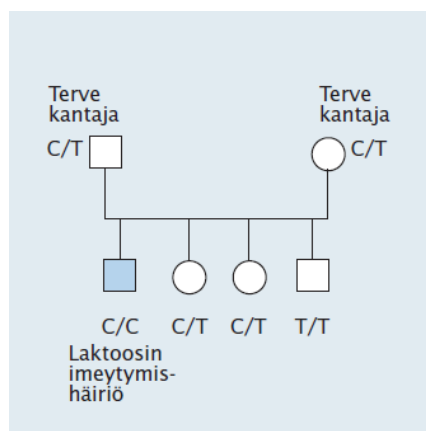 Terve
kantaja
C/T
Terve
kantaja
C/T
C/C
C/T
C/T
T/T
Laktoosin
imeytymis-
häiriö